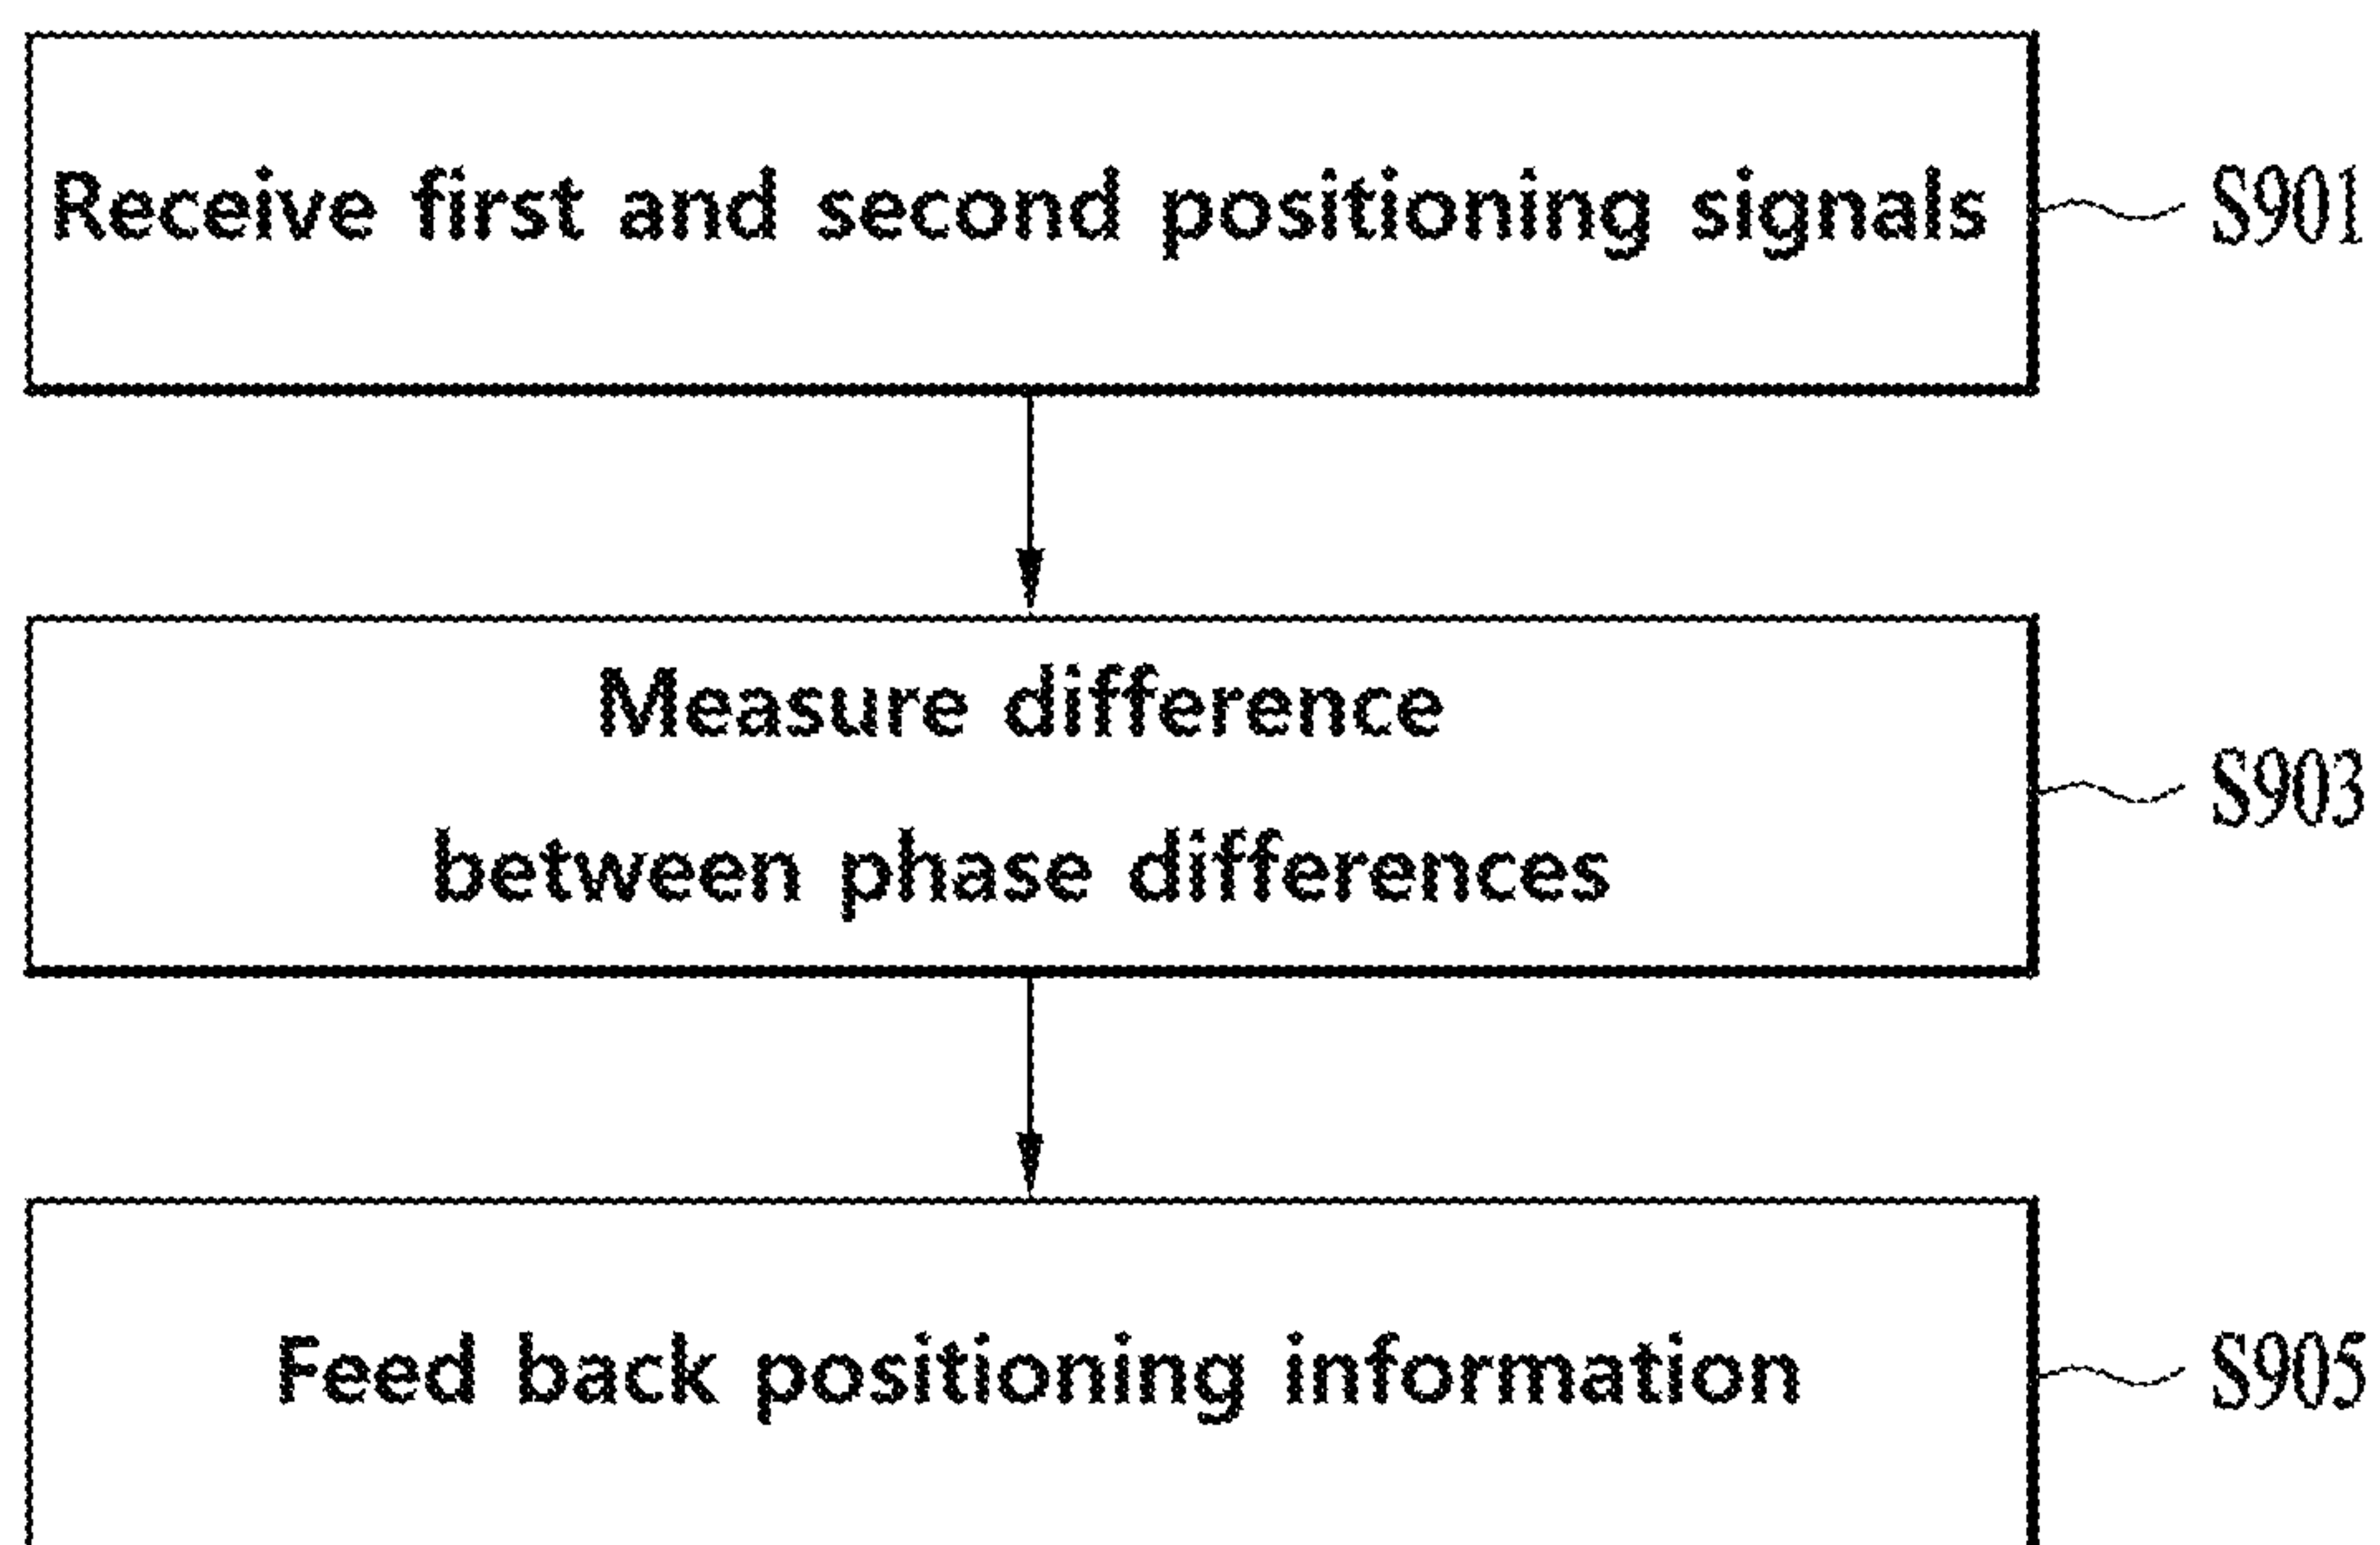 Receive first and second positioning signals
S901
Measure difference
between phase differences
S903
Feed back positioning information
S905